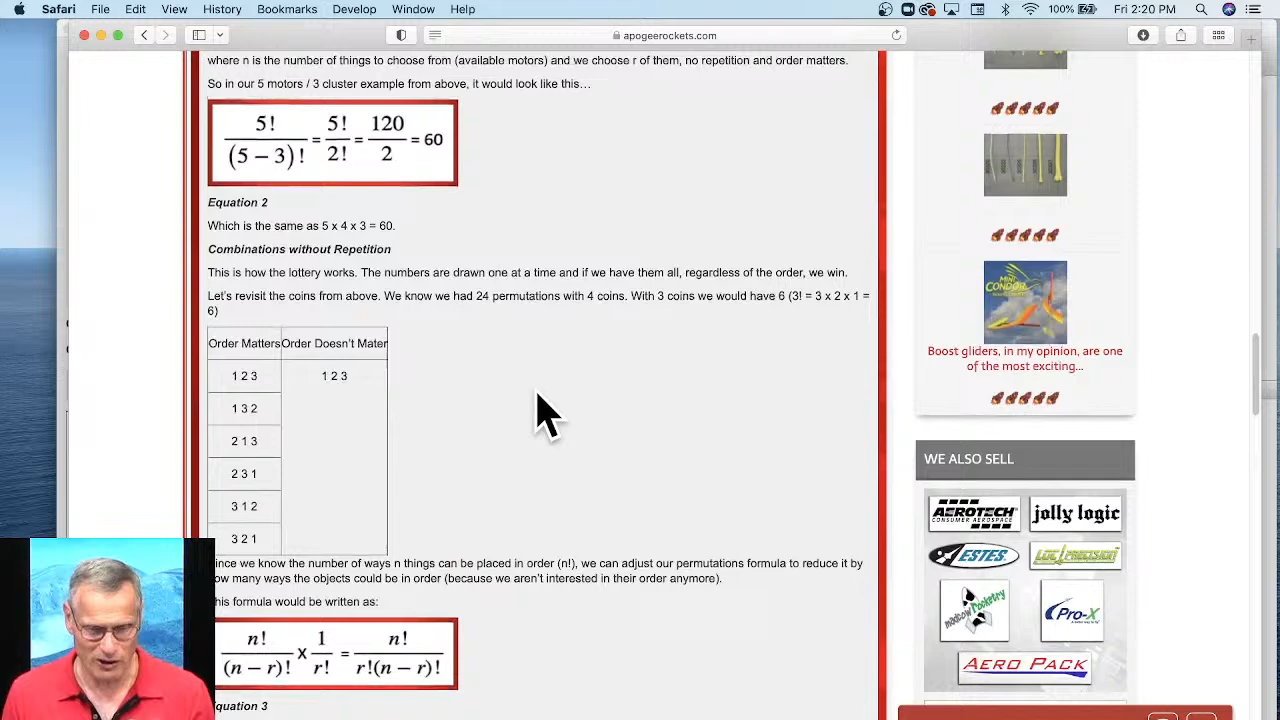 Safari File Edit View History Bookmarks Develop Window Help
100% Fri 2:20 PM
apogeerockets.com
where n is the number of things to choose from (available motors) and we choose r of them, no repetition and order matters.
So in our 5 motors / 3 cluster example from above, it would look like this…
5! / (5 − 3)! = 5! / 2! = 120 / 2 = 60
Equation 2
Which is the same as 5 x 4 x 3 = 60.
Combinations without Repetition
This is how the lottery works. The numbers are drawn one at a time and if we have them all, regardless of the order, we win.
Let's revisit the coins from above. We know we had 24 permutations with 4 coins. With 3 coins we would have 6 (3! = 3 x 2 x 1 =
6)
Order Matters Order Doesn't Mater
1 2 3 1 2 3
1 3 2
2 1 3
2 3 1
3 1 2
3 2 1
since we know the number of ways things can be placed in order (n!), we can adjust our permutations formula to reduce it by
how many ways the objects could be in order (because we aren't interested in their order anymore).
This formula would be written as:
n! / (n − r)! x 1 / r! = n! / r!(n − r)!
Equation 3
MINI
CONDOR
Boost gliders, in my opinion, are one
of the most exciting...
WE ALSO SELL
AEROTECH
CONSUMER AEROSPACE
jolly logic
ESTES
LOC PRECISION
Madcow Rocketry
Pro-X
AERO PACK